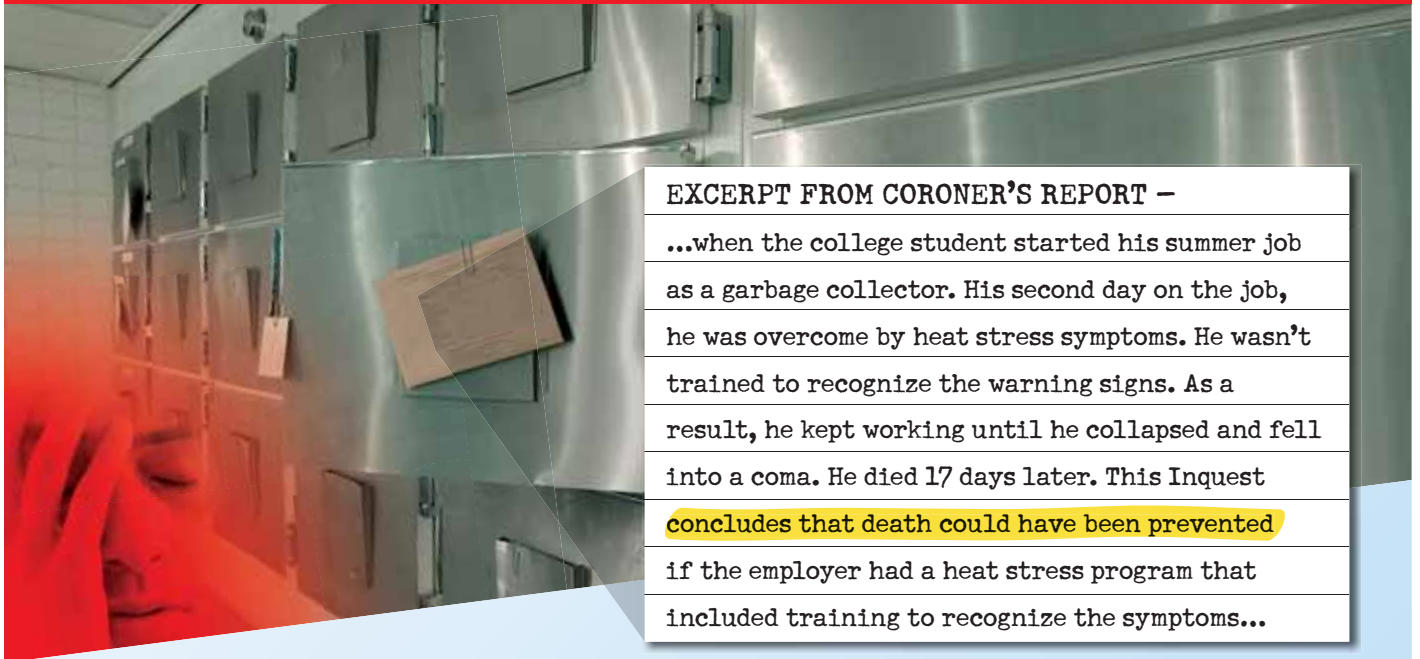 EXCERPT FROM CORONER’S REPORT –
...when the college student started his summer job
as a garbage collector. His second day on the job,
he was overcome by heat stress symptoms. He wasn’t
trained to recognize the warning signs. As a
result, he kept working until he collapsed and fell
into a coma. He died 17 days later. This Inquest
concludes that death could have been prevented
if the employer had a heat stress program that
included training to recognize the symptoms...